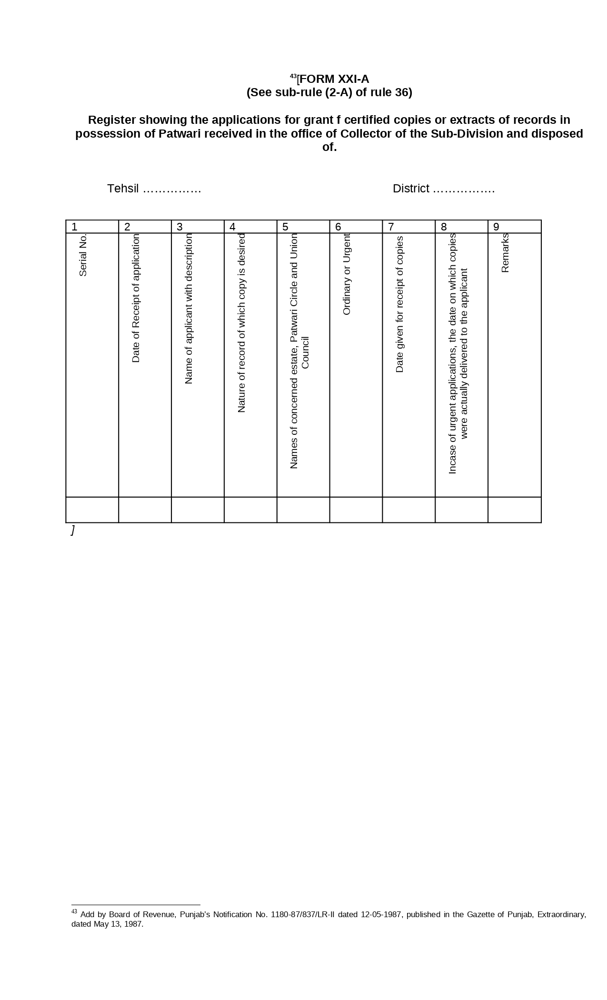 43[FORM XXI-A
(See sub-rule (2-A) of rule 36)
Register showing the applications for grant f certified copies or extracts of records in
possession of Patwari received in the office of Collector of the Sub-Division and disposed
of.
Tehsil …………… District …………….
1 2 3 4 5 6 7 8 9
Serial No.
Date of Receipt of application
Name of applicant with description
Nature of record of which copy is desired
Names of concerned estate, Patwari Circle and Union
Council
Ordinary or Urgent
Date given for receipt of copies
Incase of urgent applications, the date on which copies
were actually delivered to the applicant
Remarks
]
43 Add by Board of Revenue, Punjab’s Notification No. 1180-87/837/LR-II dated 12-05-1987, published in the Gazette of Punjab, Extraordinary,
dated May 13, 1987.